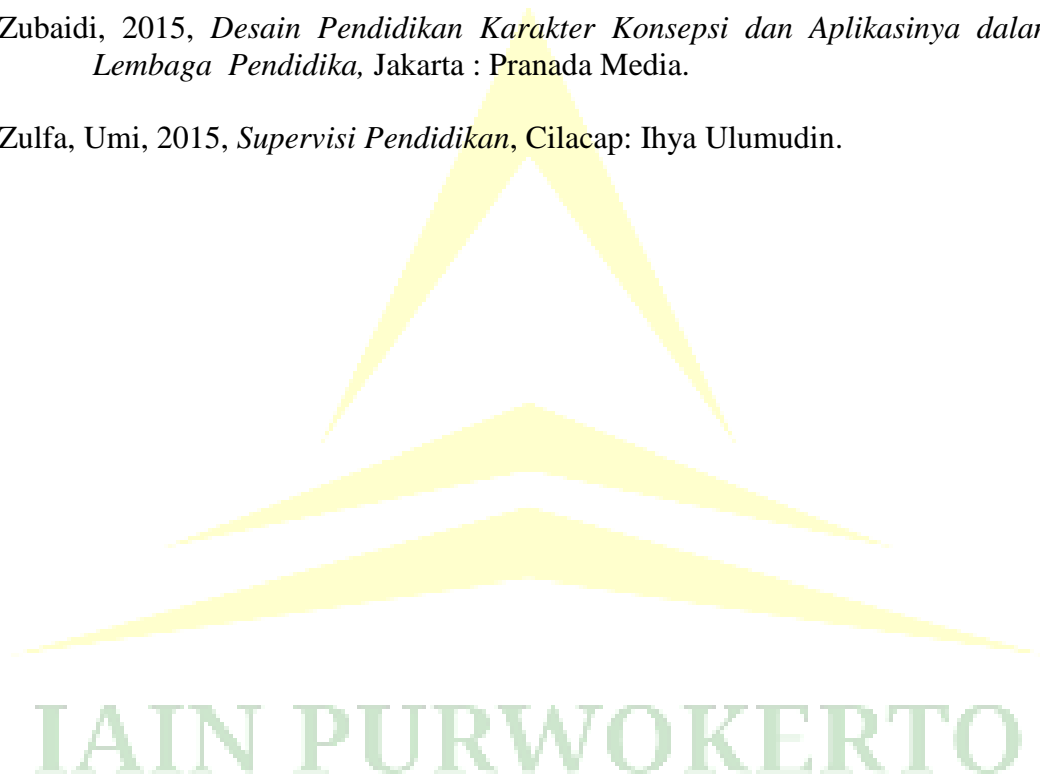 Zubaidi, 2015, Desain Pendidikan Karakter Konsepsi dan Aplikasinya
Lembaga Pendidika, Jakarta : Pranada Media.
Zulfa, Umi, 2015, Supervisi Pendidikan, Cilacap: Ihya Ulumudin.
IAIN PURWOKERTO